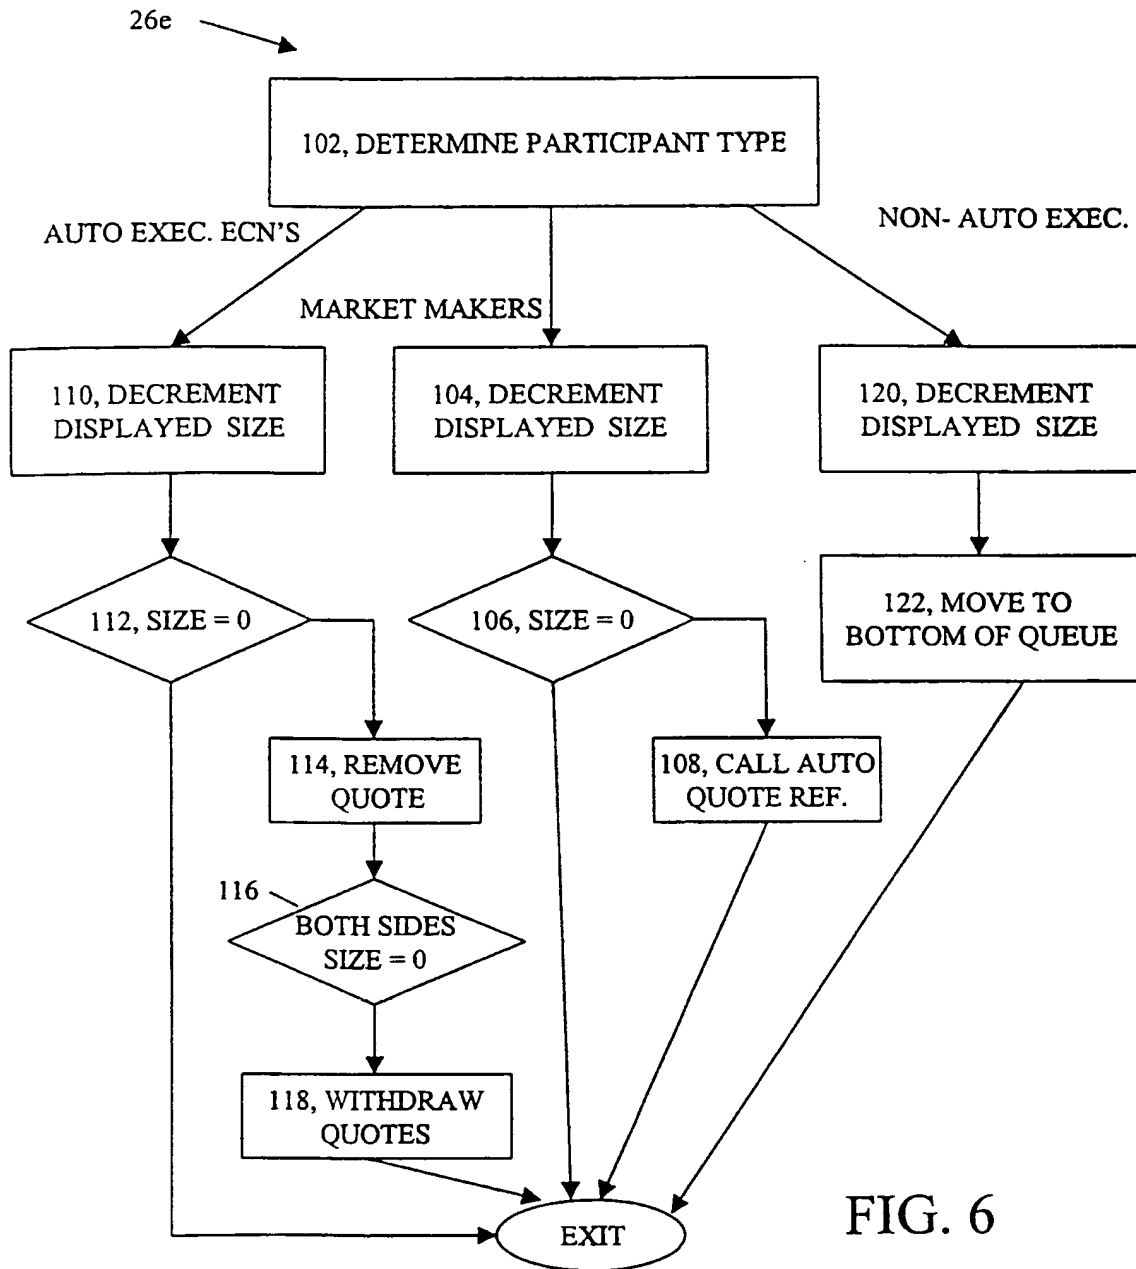 26e
102, DETERMINE PARTICIPANT TYPE
AUTO EXEC. ECN'S
NON- AUTO EXEC.
MARKET MAKERS
110, DECREMENT
DISPLAYED SIZE
104, DECREMENT
DISPLAYED SIZE
120, DECREMENT
DISPLAYED SIZE
112, SIZE = 0
106, SIZE = 0
122, MOVE TO
BOTTOM OF QUEUE
114, REMOVE
QUOTE
108, CALL AUTO
QUOTE REF.
116
BOTH SIDES
SIZE = 0
118, WITHDRAW
QUOTES
EXIT
FIG. 6